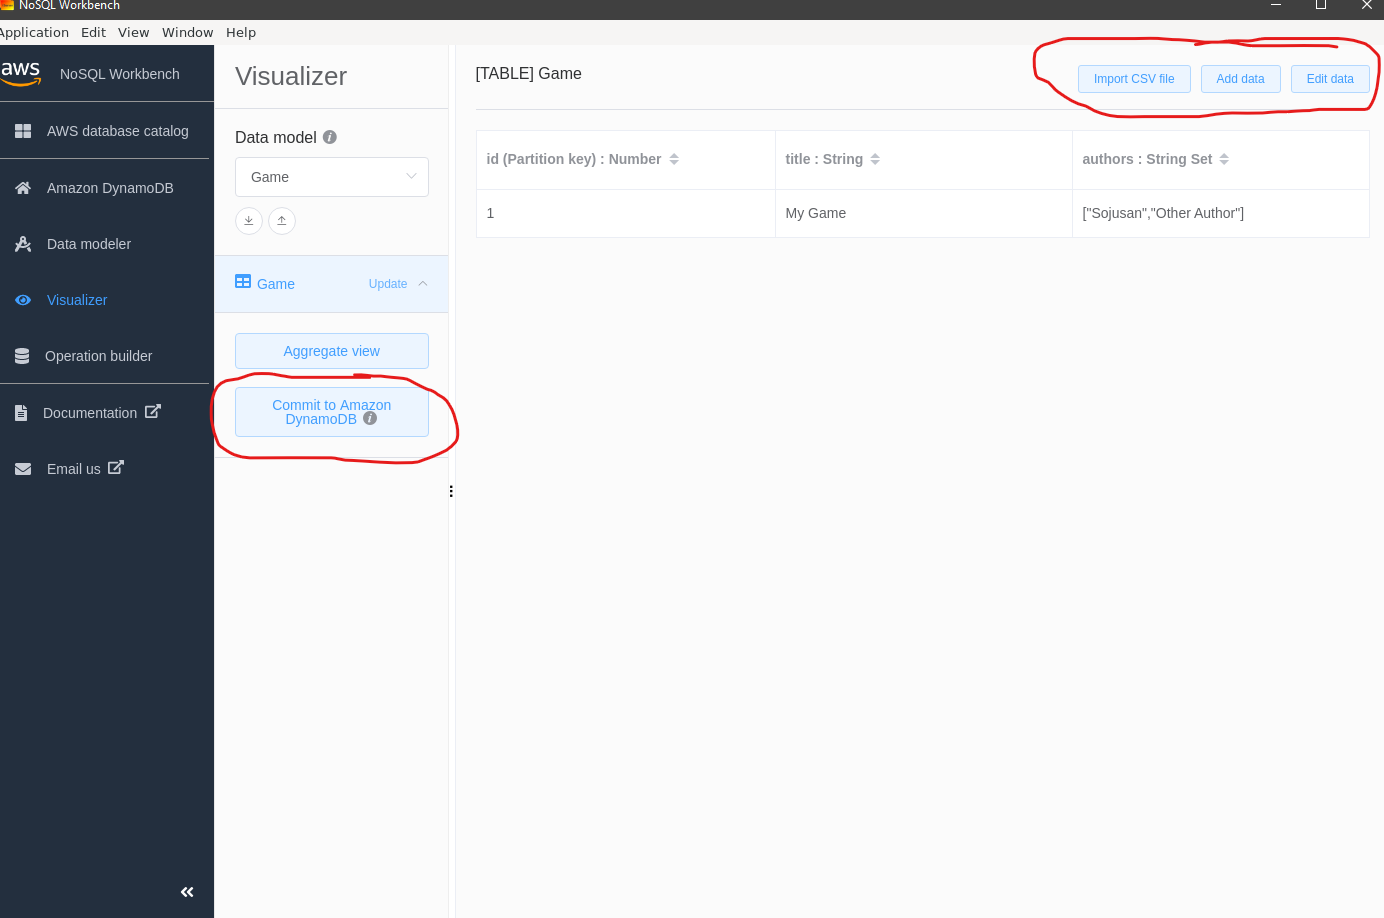 NoSQL Workbench
Application Edit View Window Help
aws NoSQL Workbench
AWS database catalog
Amazon DynamoDB
Data modeler
Visualizer
Operation builder
Documentation
Email us
Visualizer
Data model
Game
Game Update
Aggregate view
Commit to Amazon
DynamoDB
[TABLE] Game
Import CSV file Add data Edit data
id (Partition key) : Number title : String authors : String Set
1 My Game ["Sojusan","Other Author"]